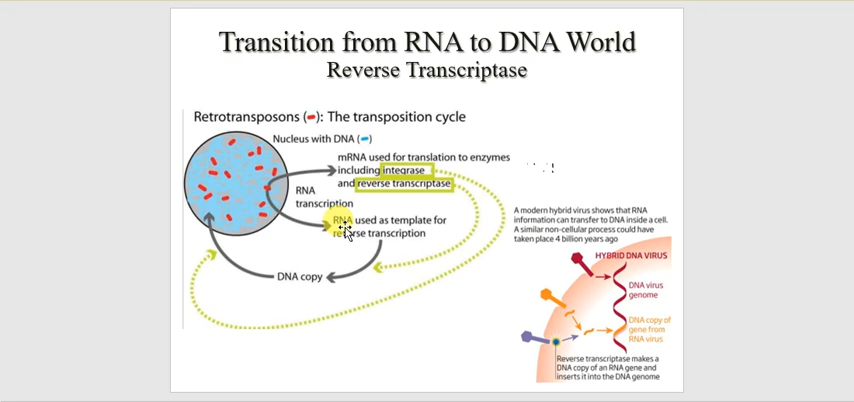 Transition from RNA to DNA World
Reverse Transcriptase
Retrotransposons (): The transposition cycle
Nucleus with DNA ()
mRNA used for translation to enzymes
including integrase
and reverse transcriptase
RNA
transcription
RNA used as template for
reverse transcription
DNA copy
A modern hybrid virus shows that RNA
information can transfer to DNA inside a cell.
A similar non-cellular process could have
taken place 4 billion years ago
HYBRID DNA VIRUS
DNA virus
genome
DNA copy of
gene from
RNA virus
Reverse transcriptase makes a
DNA copy of an RNA gene and
inserts it into the DNA genome